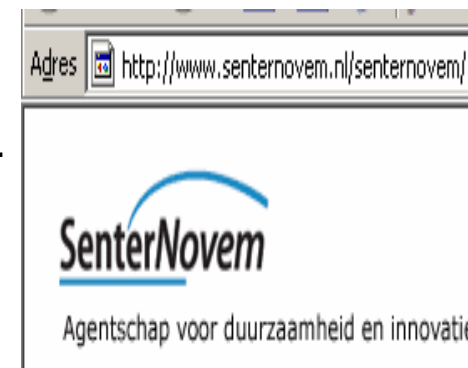 Adres http://www.senternovem.nl/senternovem/
SenterNovem
Agentschap voor duurzaamheid en innovatie